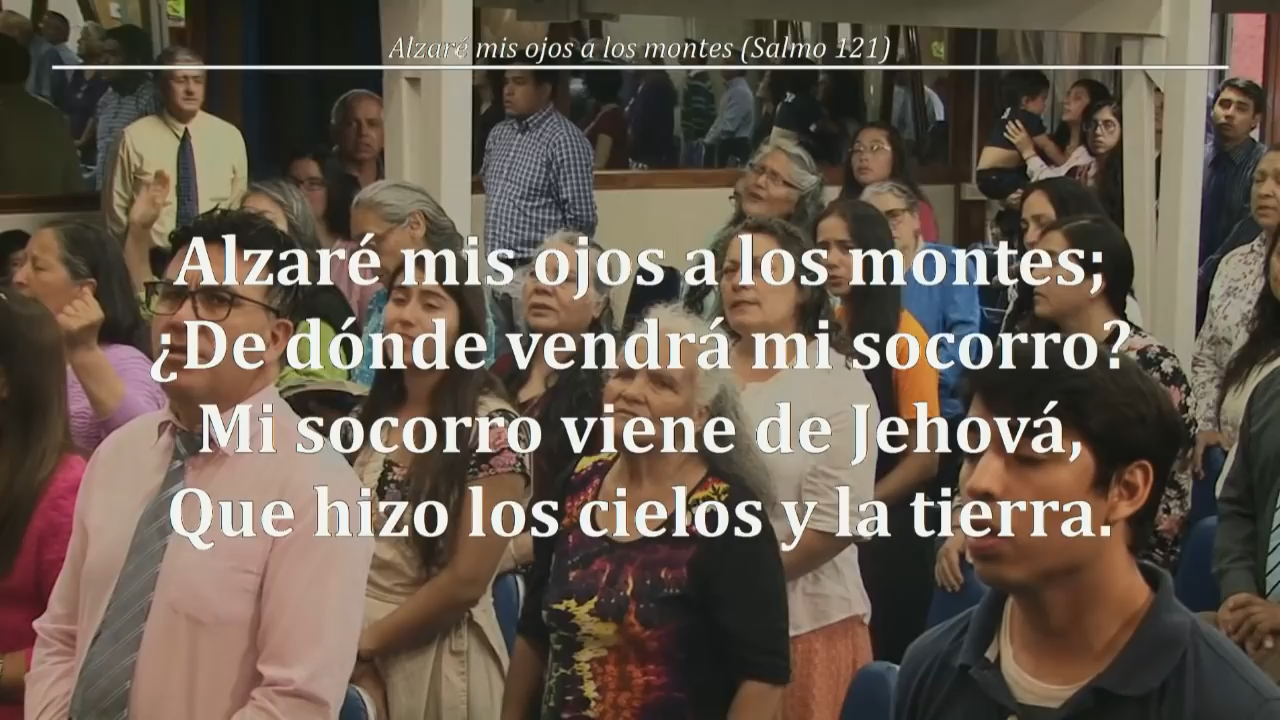 Alzaré mis ojos a los montes (Salmo 121)
Alzaré mis ojos a los montes;
¿De dónde vendrá mi socorro?
Mi socorro viene de Jehová,
Que hizo los cielos y la tierra.